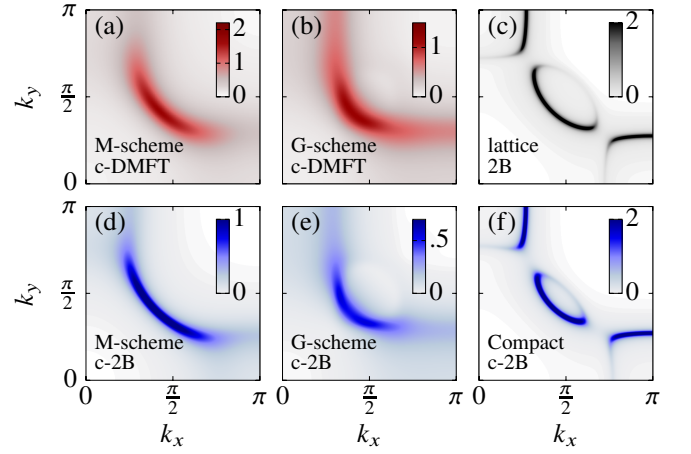 π (a) 2 1 0 (b) 1 0 (c) 2 0
k_y π/2
M-scheme G-scheme lattice
0 c-DMFT c-DMFT 2B
π (d) 1 0 (e) .5 0 (f) 2 0
k_y π/2
M-scheme G-scheme Compact
0 c-2B c-2B c-2B
0 π/2 π 0 π/2 π 0 π/2 π
k_x k_x k_x